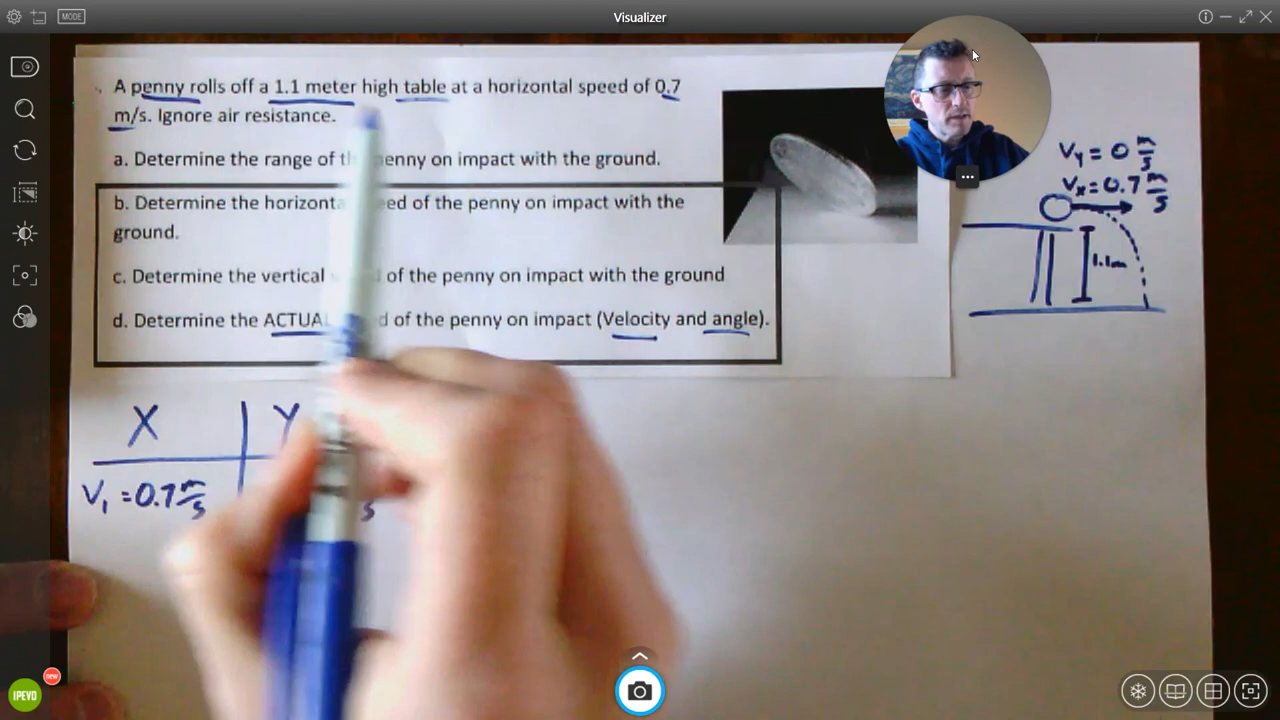 Visualizer
MODE
A penny rolls off a 1.1 meter high table at a horizontal speed of 0.7
m/s. Ignore air resistance.
a. Determine the range of th penny on impact with the ground.
b. Determine the horizonta eed of the penny on impact with the
ground.
c. Determine the vertical of the penny on impact with the ground
d. Determine the ACTUAL d of the penny on impact (Velocity and angle).
Vy = 0 m/s
Vx = 0.7 m/s
1.1m
X Y
V1 = 0.7 m/s
s
new
IPEVO